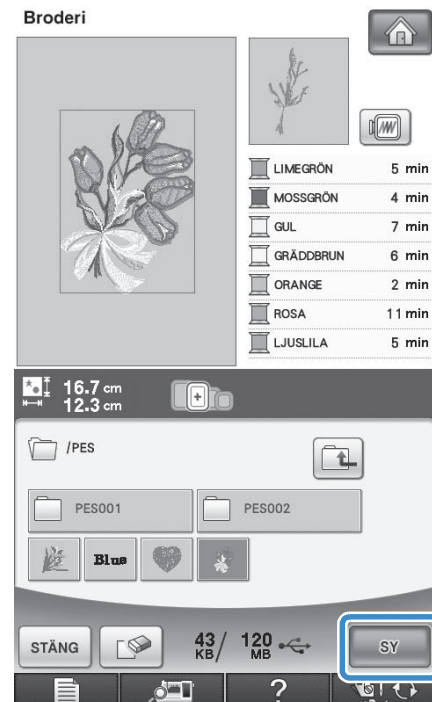 Broderi
LIMEGRÖN 5 min
MOSSGRÖN 4 min
GUL 7 min
GRÄDDBRUN 6 min
ORANGE 2 min
ROSA 11 min
LJUSLILA 5 min
16.7 cm
12.3 cm
/PES
PES001 PES002
Blue
STÄNG 43 KB/ 120 MB SY
?